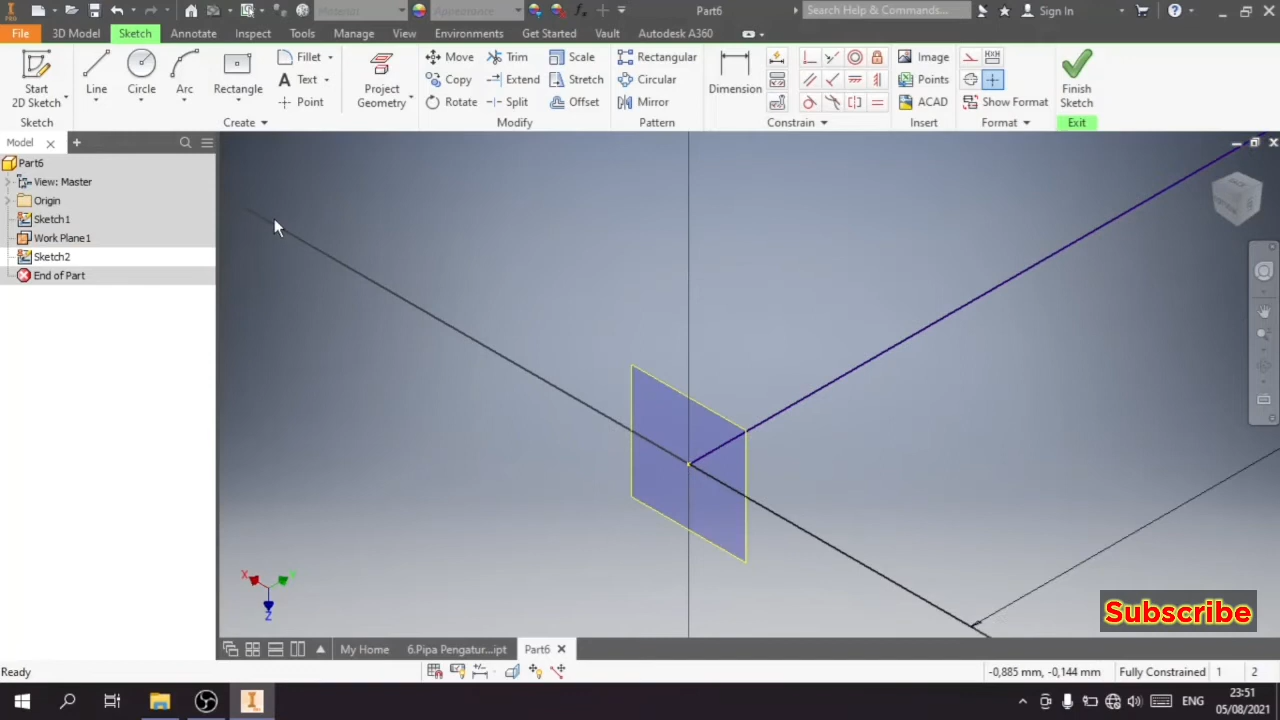 Material
Appearance
Part6
Search Help & Commands...
Sign In
File
3D Model
Sketch
Annotate
Inspect
Tools
Manage
View
Environments
Get Started
Vault
Autodesk A360
Start
2D Sketch
Line
Circle
Arc
Rectangle
Fillet
Text
Point
Project
Geometry
Move
Copy
Rotate
Trim
Extend
Split
Scale
Stretch
Offset
Rectangular
Circular
Mirror
Dimension
Image
Points
ACAD
Show Format
Finish
Sketch
Sketch
Create
Modify
Pattern
Constrain
Insert
Format
Exit
Model
Part6
View: Master
Origin
Sketch1
Work Plane1
Sketch2
End of Part
X
Z
Subscribe
My Home
6.Pipa Pengatur...ipt
Part6
Ready
-0,885 mm, -0,144 mm
Fully Constrained
1
2
ENG
23:51
05/08/2021